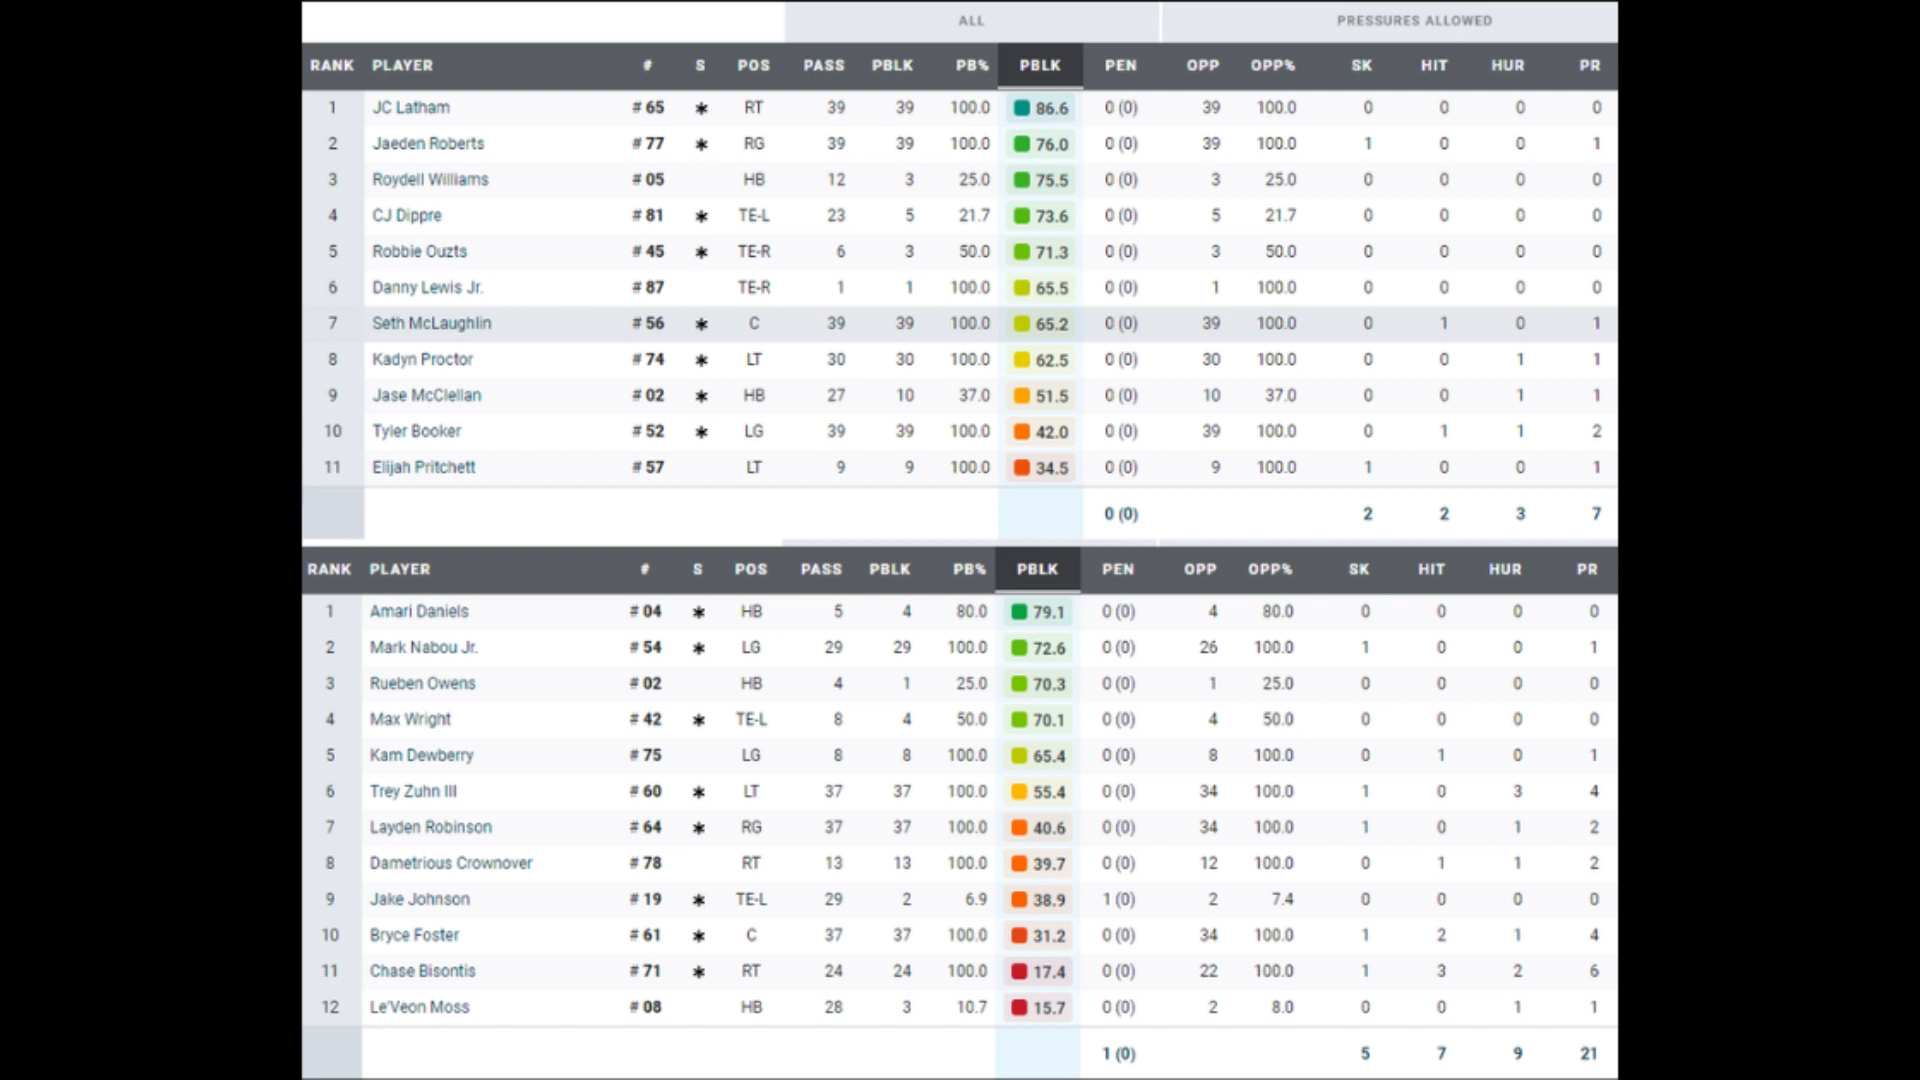 ALL PRESSURES ALLOWED
RANK PLAYER # S POS PASS PBLK PB% PBLK PEN OPP OPP% SK HIT HUR PR
1 JC Latham # 65 * RT 39 39 100.0 86.6 0 (0) 39 100.0 0 0 0 0
2 Jaeden Roberts # 77 * RG 39 39 100.0 76.0 0 (0) 39 100.0 1 0 0 1
3 Roydell Williams # 05 HB 12 3 25.0 75.5 0 (0) 3 25.0 0 0 0 0
4 CJ Dippre # 81 * TE-L 23 5 21.7 73.6 0 (0) 5 21.7 0 0 0 0
5 Robbie Ouzts # 45 * TE-R 6 3 50.0 71.3 0 (0) 3 50.0 0 0 0 0
6 Danny Lewis Jr. # 87 TE-R 1 1 100.0 65.5 0 (0) 1 100.0 0 0 0 0
7 Seth McLaughlin # 56 * C 39 39 100.0 65.2 0 (0) 39 100.0 0 1 0 1
8 Kadyn Proctor # 74 * LT 30 30 100.0 62.5 0 (0) 30 100.0 0 0 1 1
9 Jase McClellan # 02 * HB 27 10 37.0 51.5 0 (0) 10 37.0 0 0 1 1
10 Tyler Booker # 52 * LG 39 39 100.0 42.0 0 (0) 39 100.0 0 1 1 2
11 Elijah Pritchett # 57 LT 9 9 100.0 34.5 0 (0) 9 100.0 1 0 0 1
0 (0) 2 2 3 7
RANK PLAYER # S POS PASS PBLK PB% PBLK PEN OPP OPP% SK HIT HUR PR
1 Amari Daniels # 04 * HB 5 4 80.0 79.1 0 (0) 4 80.0 0 0 0 0
2 Mark Nabou Jr. # 54 * LG 29 29 100.0 72.6 0 (0) 26 100.0 1 0 0 1
3 Rueben Owens # 02 HB 4 1 25.0 70.3 0 (0) 1 25.0 0 0 0 0
4 Max Wright # 42 * TE-L 8 4 50.0 70.1 0 (0) 4 50.0 0 0 0 0
5 Kam Dewberry # 75 LG 8 8 100.0 65.4 0 (0) 8 100.0 0 1 0 1
6 Trey Zuhn III # 60 * LT 37 37 100.0 55.4 0 (0) 34 100.0 1 0 3 4
7 Layden Robinson # 64 * RG 37 37 100.0 40.6 0 (0) 34 100.0 1 0 1 2
8 Dametrious Crownover # 78 RT 13 13 100.0 39.7 0 (0) 12 100.0 0 1 1 2
9 Jake Johnson # 19 * TE-L 29 2 6.9 38.9 1 (0) 2 7.4 0 0 0 0
10 Bryce Foster # 61 * C 37 37 100.0 31.2 0 (0) 34 100.0 1 2 1 4
11 Chase Bisontis # 71 * RT 24 24 100.0 17.4 0 (0) 22 100.0 1 3 2 6
12 Le'Veon Moss # 08 HB 28 3 10.7 15.7 0 (0) 2 8.0 0 0 1 1
1 (0) 5 7 9 21